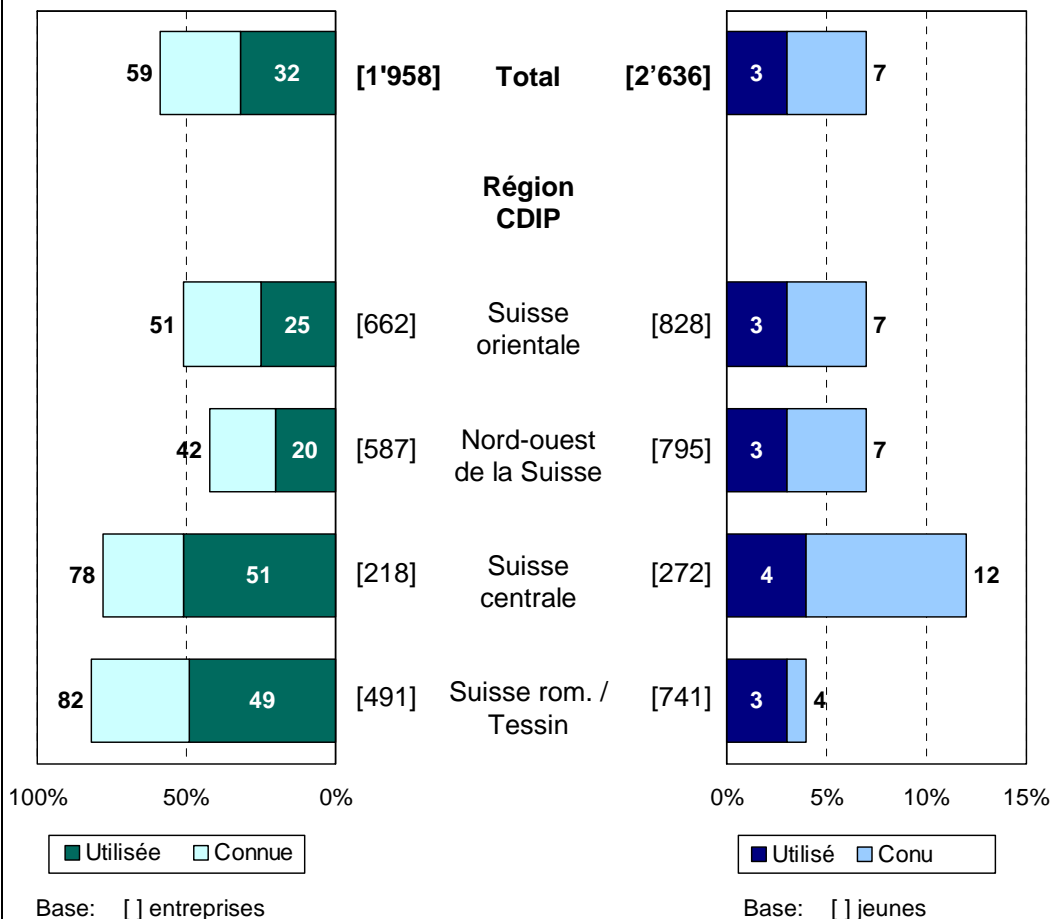 59 32 [1'958] Total [2’636] 3 7
Région
CDIP
51 25 [662] Suisse orientale [828] 3 7
42 20 [587] Nord-ouest de la Suisse [795] 3 7
78 51 [218] Suisse centrale [272] 4 12
82 49 [491] Suisse rom. / Tessin [741] 3 4
100% 50% 0% 0% 5% 10% 15%
Utilisée Connue Utilisé Conu
Base: [ ] entreprises Base: [ ] jeunes